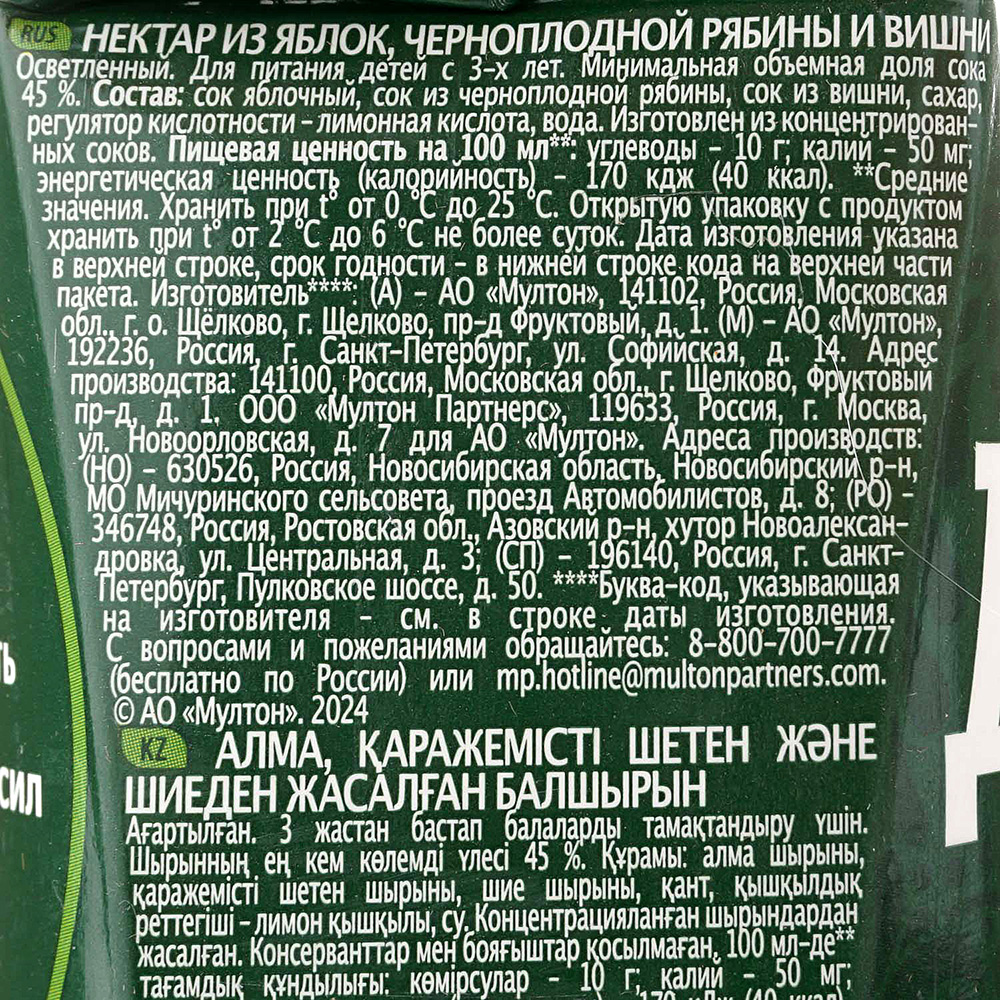 RUS НЕКТАР ИЗ ЯБЛОК, ЧЕРНОПЛОДНОЙ РЯБИНЫ И ВИШНИ
Осветленный. Для питания детей с 3-х лет. Минимальная объемная доля сока
45 %. Состав: сок яблочный, сок из черноплодной рябины, сок из вишни, сахар,
регулятор кислотности – лимонная кислота, вода. Изготовлен из концентрирован-
ных соков. Пищевая ценность на 100 мл**: углеводы – 10 г; калий – 50 мг;
энергетическая ценность (калорийность) – 170 кдж (40 ккал). **Средние
значения. Хранить при t° от 0 °С до 25 °С. Открытую упаковку с продуктом
хранить при t° от 2 °С до 6 °С не более суток. Дата изготовления указана
в верхней строке, срок годности – в нижней строке кода на верхней части
пакета. Изготовитель****: (А) – АО «Мултон», 141102, Россия, Московская
обл., г. о. Щёлково, г. Щелково, пр-д Фруктовый, д. 1. (М) – АО «Мултон»,
192236, Россия, г. Санкт-Петербург, ул. Софийская, д. 14. Адрес
производства: 141100, Россия, Московская обл., г. Щелково, Фруктовый
пр-д, д. 1. ООО «Мултон Партнерс», 119633, Россия, г. Москва,
ул. Новоорловская, д. 7 для АО «Мултон». Адреса производств:
(НО) – 630526, Россия, Новосибирская область, Новосибирский р-н,
МО Мичуринского сельсовета, проезд Автомобилистов, д. 8; (РО) –
346748, Россия, Ростовская обл., Азовский р-н, хутор Новоалексан-
дровка, ул. Центральная, д. 3; (СП) – 196140, Россия, г. Санкт-
Петербург, Пулковское шоссе, д. 50. ****Буква-код, указывающая
на изготовителя – см. в строке даты изготовления.
С вопросами и пожеланиями обращайтесь: 8-800-700-7777
(бесплатно по России) или mp.hotline@multonpartners.com.
© АО «Мултон». 2024
KZ АЛМА, ҚАРАЖЕМІСТІ ШЕТЕН ЖӘНЕ
ШИЕДЕН ЖАСАЛҒАН БАЛШЫРЫН
Ағартылған. 3 жастан бастап балаларды тамақтандыру үшін.
Шырынның ең кем көлемді үлесі 45 %. Құрамы: алма шырыны,
қаражемісті шетен шырыны, шие шырыны, қант, қышқылдық
реттегіші – лимон қышқылы, су. Концентрацияланған шырындардан
жасалған. Консерванттар мен бояғыштар қосылмаған. 100 мл-де**
тағамдық құндылығы: көмірсулар – 10 г; калий – 50 мг;